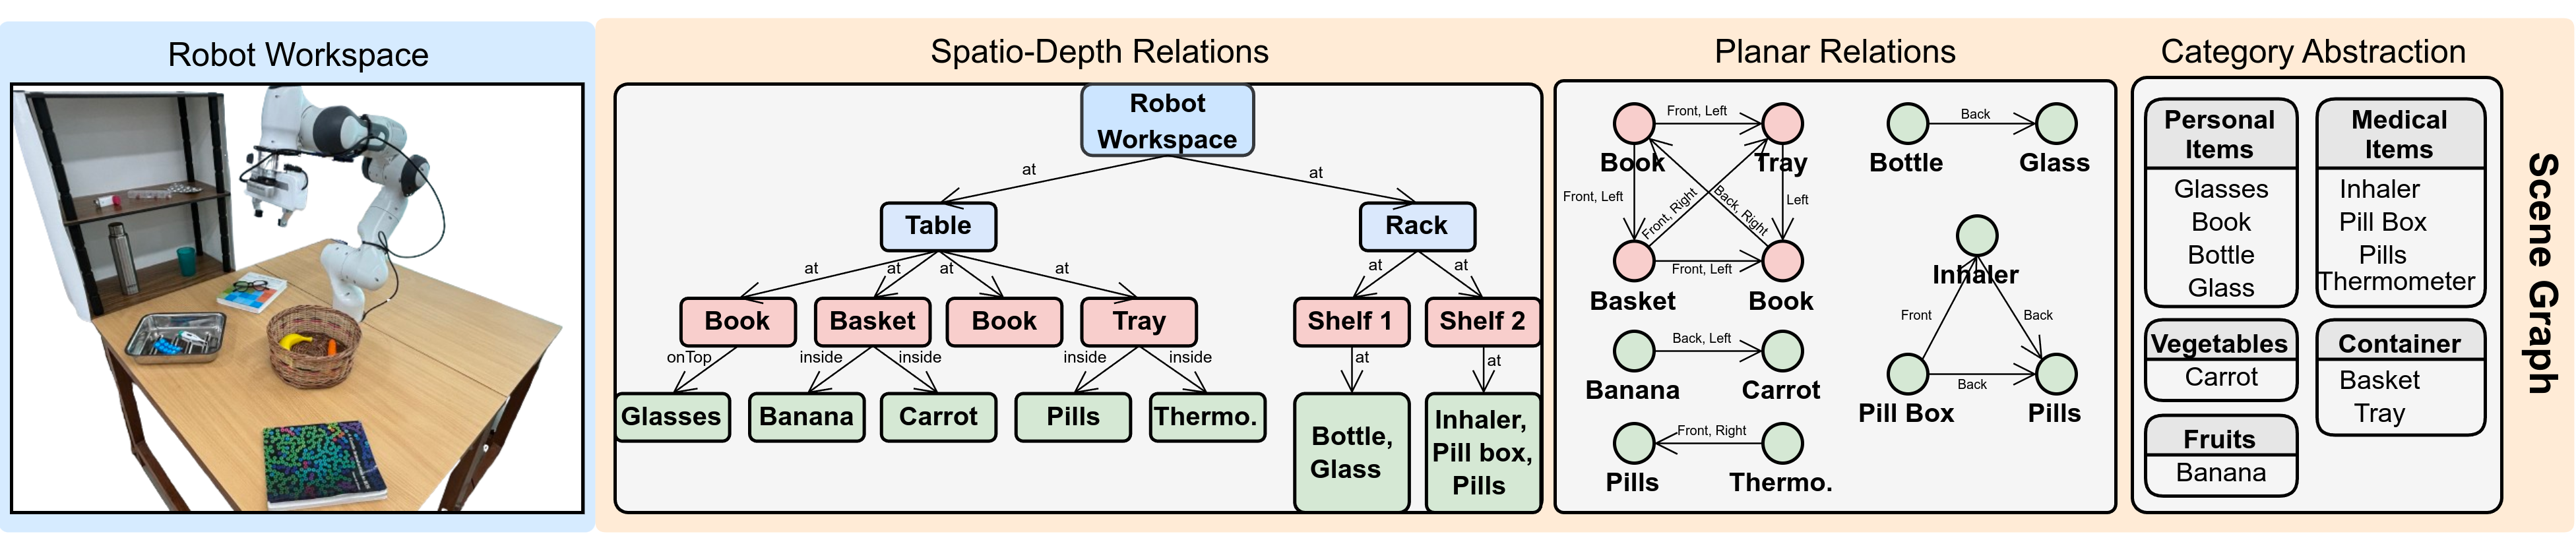 Robot Workspace
Spatio-Depth Relations
Planar Relations
Category Abstraction
Robot
Workspace
at
at
Table
Rack
at
at
at
at
at
at
Book
Basket
Book
Tray
Shelf 1
Shelf 2
onTop
inside
inside
inside
inside
at
at
Glasses
Banana
Carrot
Pills
Thermo.
Bottle,
Glass
Inhaler,
Pill box,
Pills
Front, Left
Book
Tray
Front, Left
Front, Right
Back, Right
Left
Front, Left
Basket
Book
Back, Left
Banana
Carrot
Front, Right
Pills
Thermo.
Back
Bottle
Glass
Inhaler
Front
Back
Back
Pill Box
Pills
Personal
Items
Glasses
Book
Bottle
Glass
Medical
Items
Inhaler
Pill Box
Pills
Thermometer
Vegetables
Carrot
Container
Basket
Tray
Fruits
Banana
Scene Graph